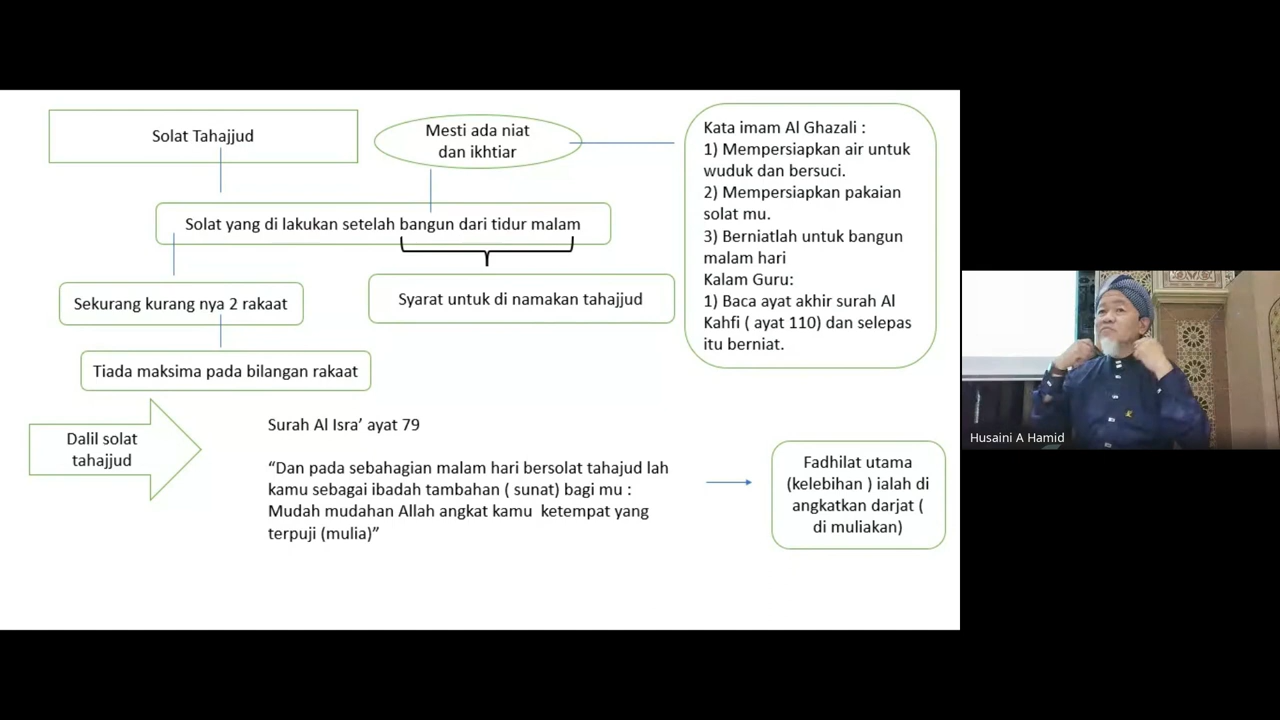 Solat Tahajjud
Mesti ada niat
dan ikhtiar
Solat yang di lakukan setelah bangun dari tidur malam
Sekurang kurang nya 2 rakaat
Syarat untuk di namakan tahajjud
Tiada maksima pada bilangan rakaat
Kata imam Al Ghazali :
1) Mempersiapkan air untuk
wuduk dan bersuci.
2) Mempersiapkan pakaian
solat mu.
3) Berniatlah untuk bangun
malam hari
Kalam Guru:
1) Baca ayat akhir surah Al
Kahfi ( ayat 110) dan selepas
itu berniat.
Dalil solat
tahajjud
Surah Al Isra’ ayat 79
“Dan pada sebahagian malam hari bersolat tahajud lah
kamu sebagai ibadah tambahan ( sunat) bagi mu :
Mudah mudahan Allah angkat kamu  ketempat yang
terpuji (mulia)”
Fadhilat utama
(kelebihan ) ialah di
angkatkan darjat (
di muliakan)
Husaini A Hamid